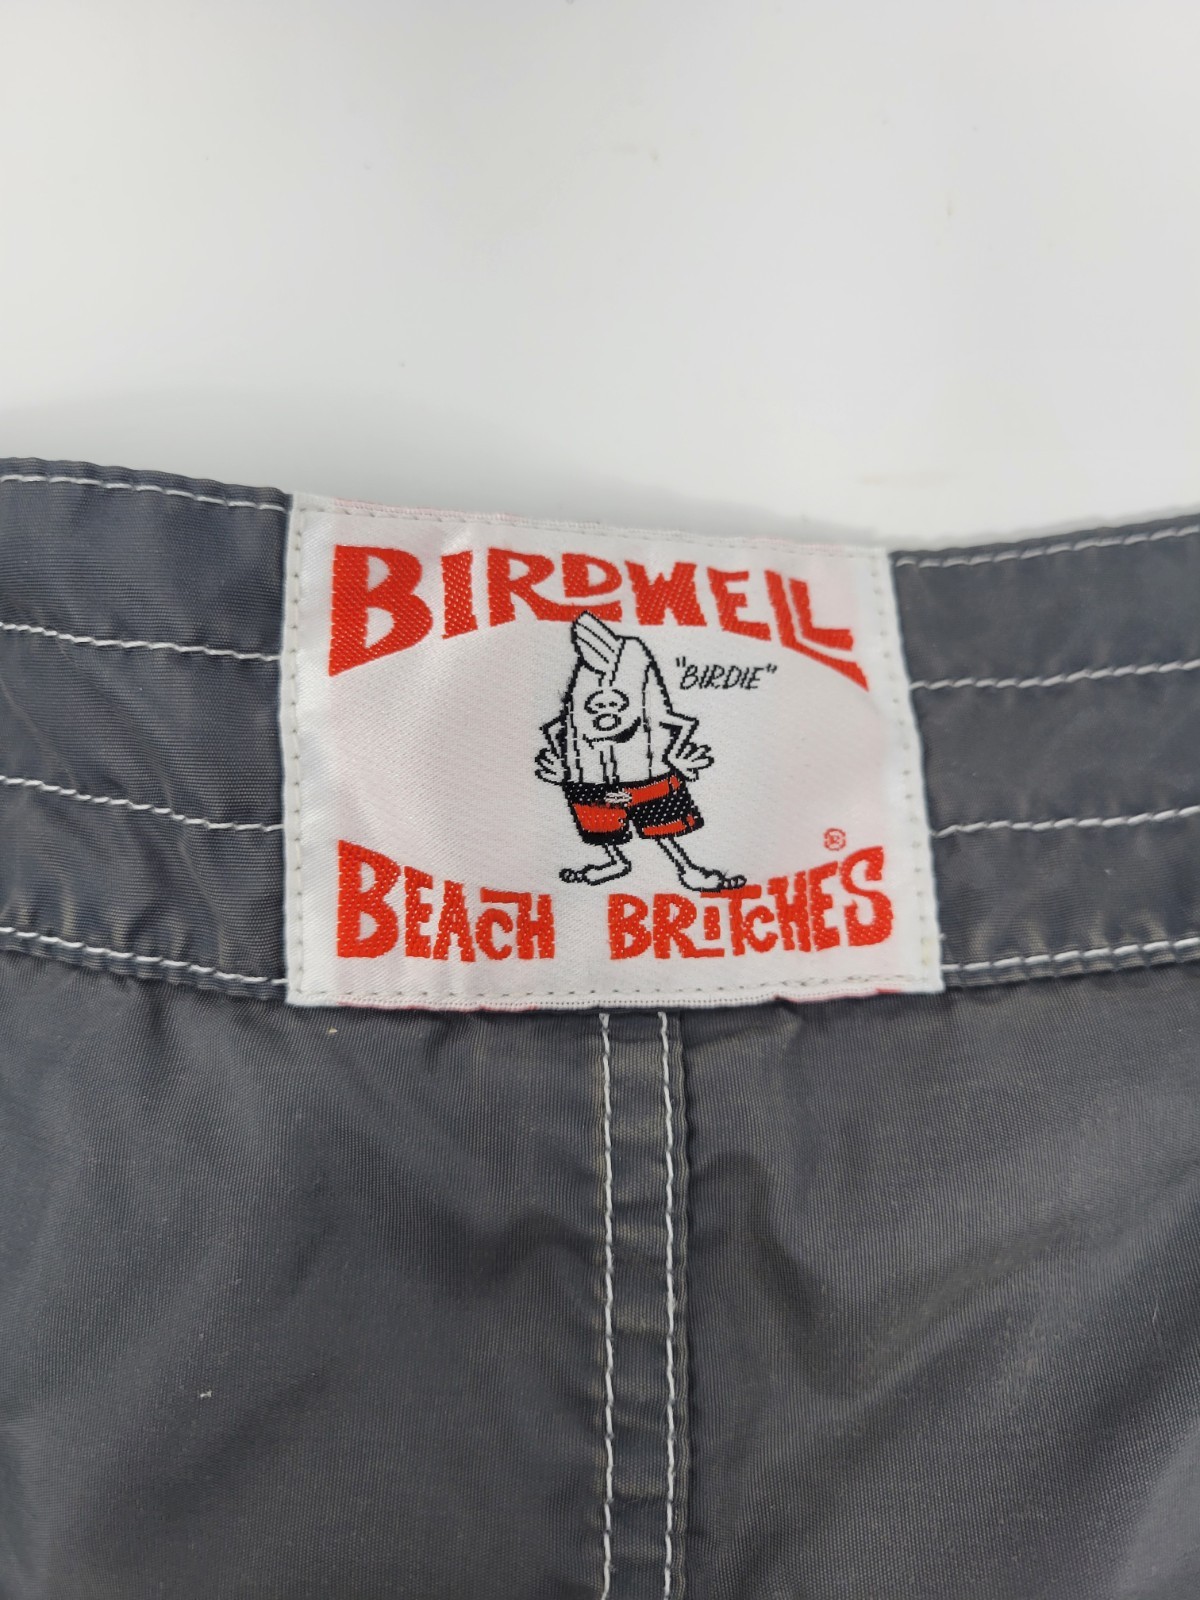 BIRDWELL
"BIRDIE"
®
BEACH BRITCHES